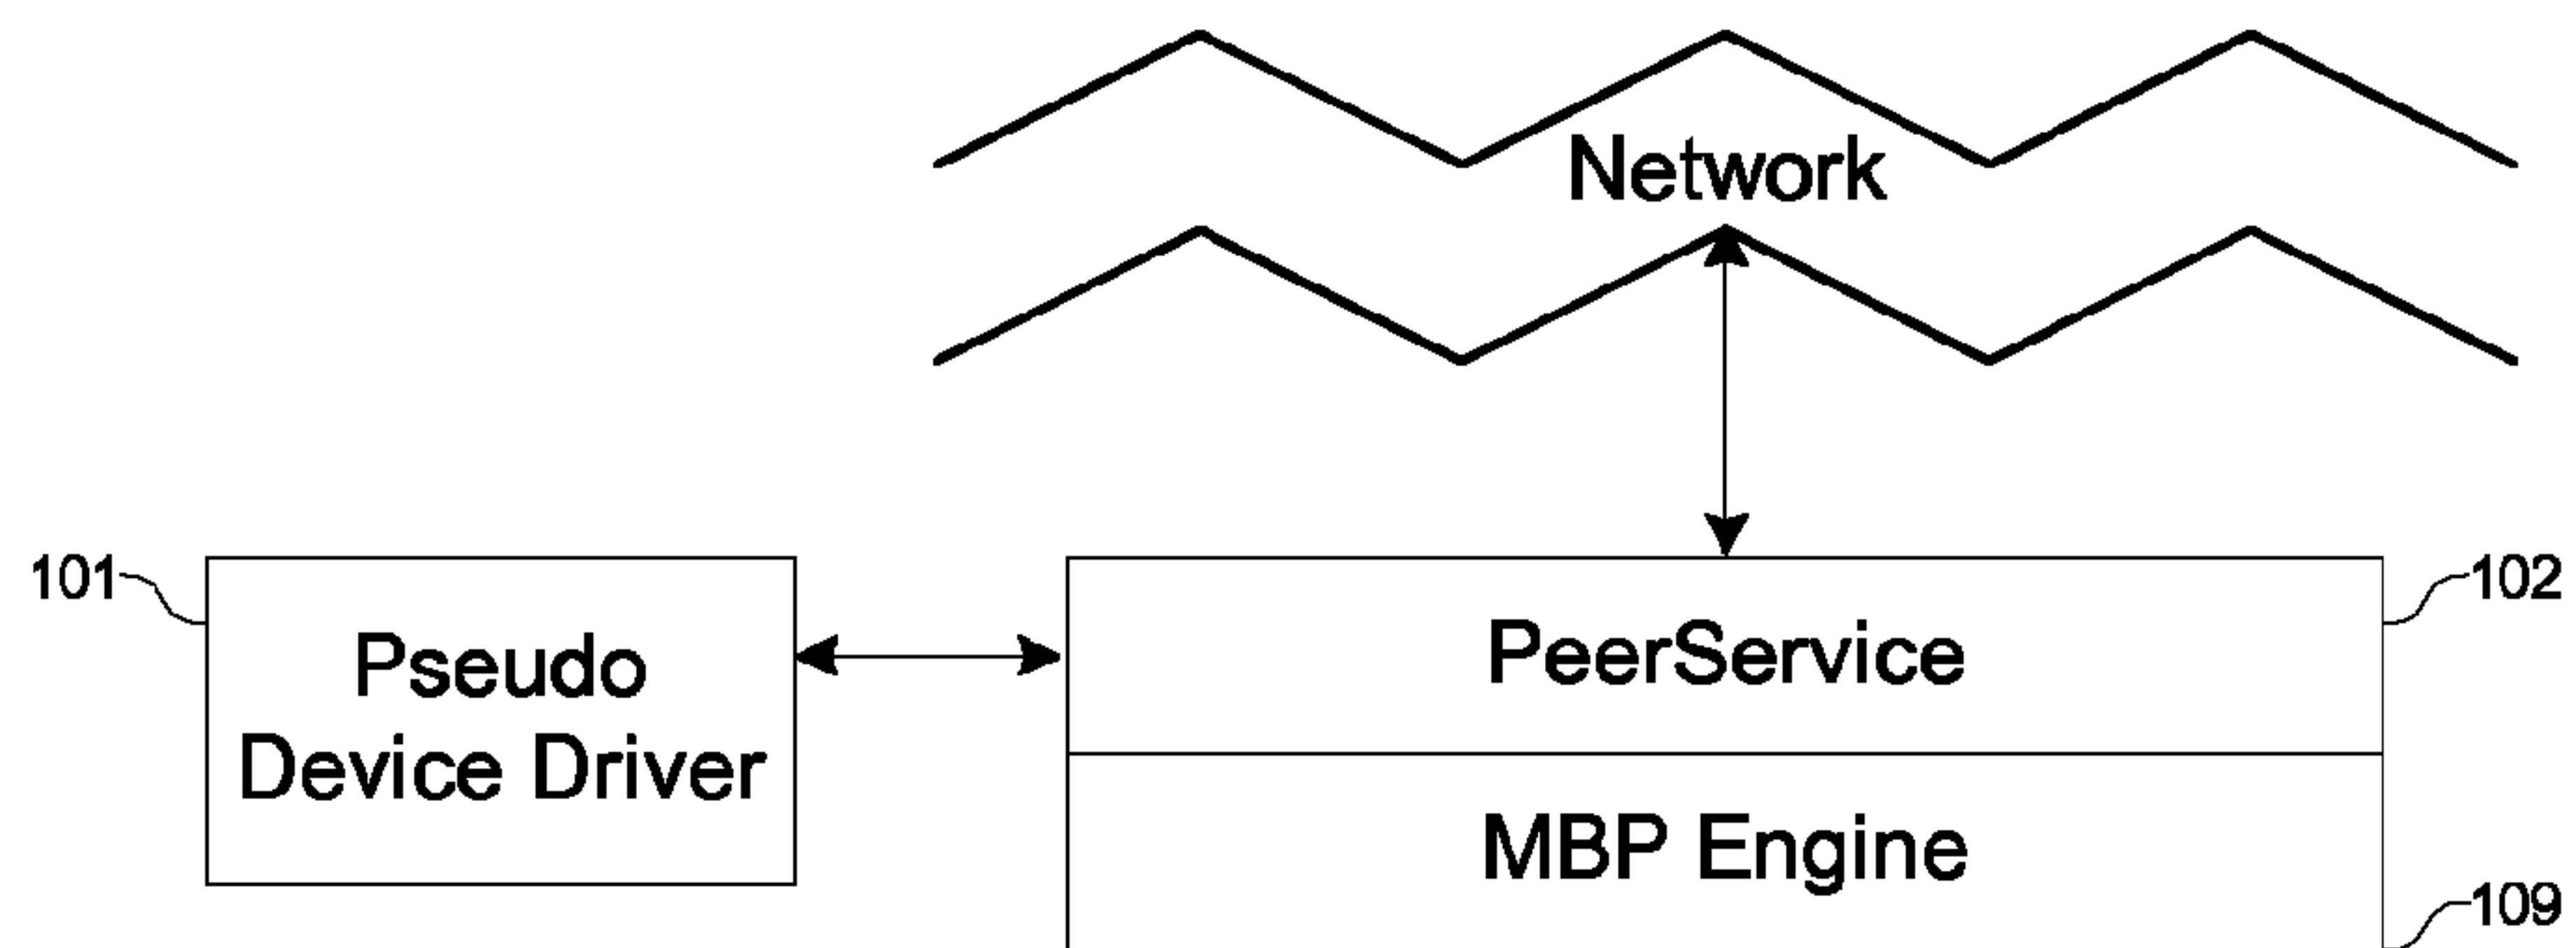 Network
101
102
Pseudo
Device Driver
PeerService
MBP Engine
109